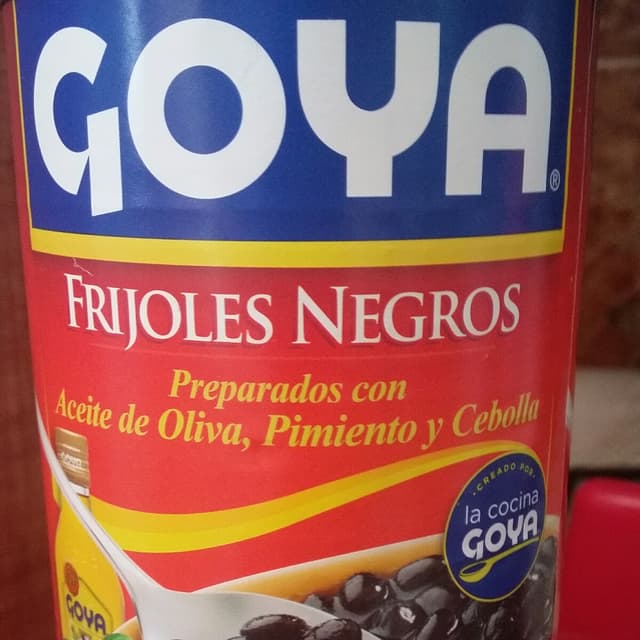 GOYA®
FRIJOLES NEGROS
Preparados con
Aceite de Oliva, Pimiento y Cebolla
·CREADO POR·
la cocina
GOYA
GOYA